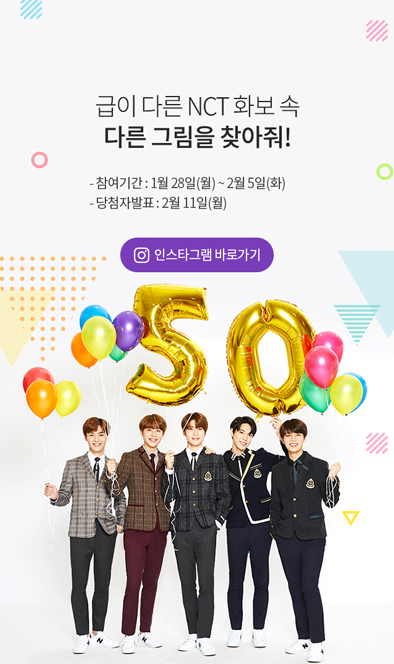 급이 다른 NCT 화보 속
다른 그림을 찾아줘!
- 참여기간 : 1월 28일(월) ~ 2월 5일(화)
- 당첨자발표 : 2월 11일(월)
인스타그램 바로가기
50